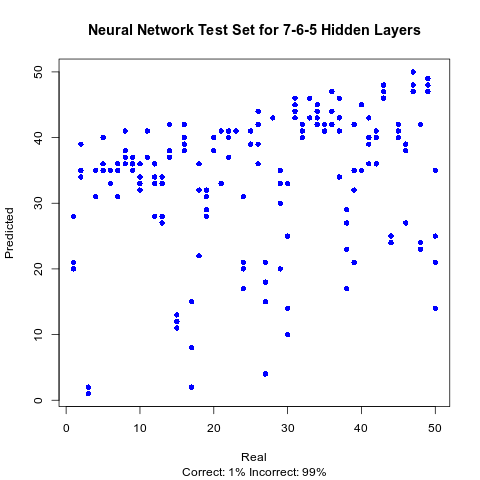 Neural Network Test Set for 7-6-5 Hidden Layers
50
40
30
20
10
0
Predicted
0 10 20 30 40 50
Real
Correct: 1% Incorrect: 99%